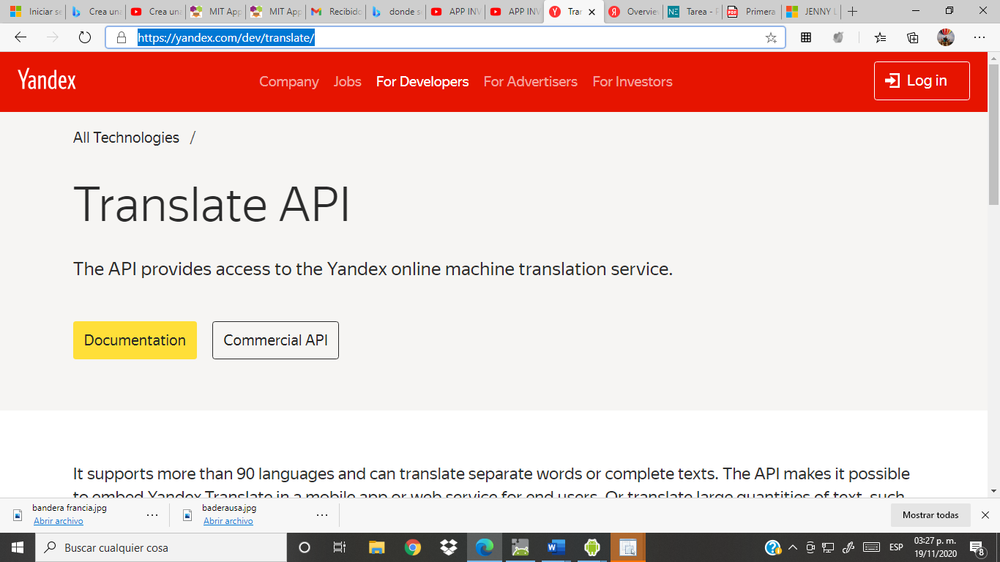 Iniciar se
Crea una
Crea una
MIT App
MIT App
Recibido
donde s
APP INV
APP INV
Tran
Overvie
Tarea - F
Primera
JENNY L
https://yandex.com/dev/translate/
Yandex
Company
Jobs
For Developers
For Advertisers
For Investors
Log in
All Technologies /
Translate API
The API provides access to the Yandex online machine translation service.
Documentation
Commercial API
It supports more than 90 languages and can translate separate words or complete texts. The API makes it possible
to embed Yandex Translate in a mobile app or web service for end users. Or translate large quantities of text, such
bandera francia.jpg
Abrir archivo
baderausa.jpg
Abrir archivo
Mostrar todas
Buscar cualquier cosa
ESP
03:27 p. m.
19/11/2020
8